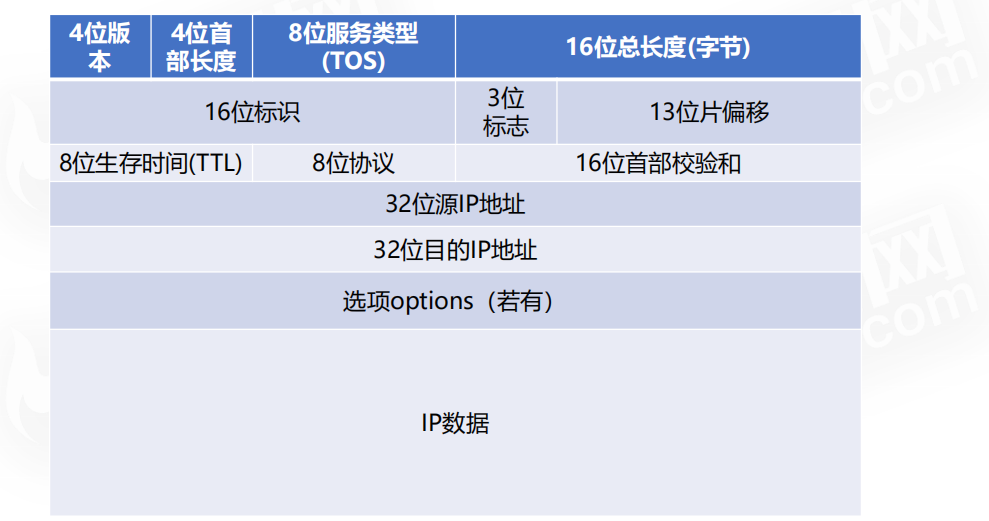 4位版
本
4位首
部长度
8位服务类型
(TOS)
16位总长度(字节)
16位标识
3位
标志
13位片偏移
8位生存时间(TTL)
8位协议
16位首部校验和
32位源IP地址
32位目的IP地址
选项options（若有）
IP数据
com
com